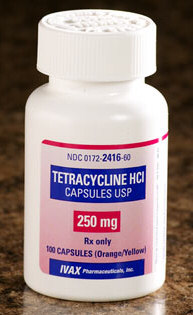 NDC 0172-2416-60
TETRACYCLINE HCl
CAPSULES USP
250 mg
Rx only
100 CAPSULES (Orange/Yellow)
IVAX Pharmaceuticals, Inc.